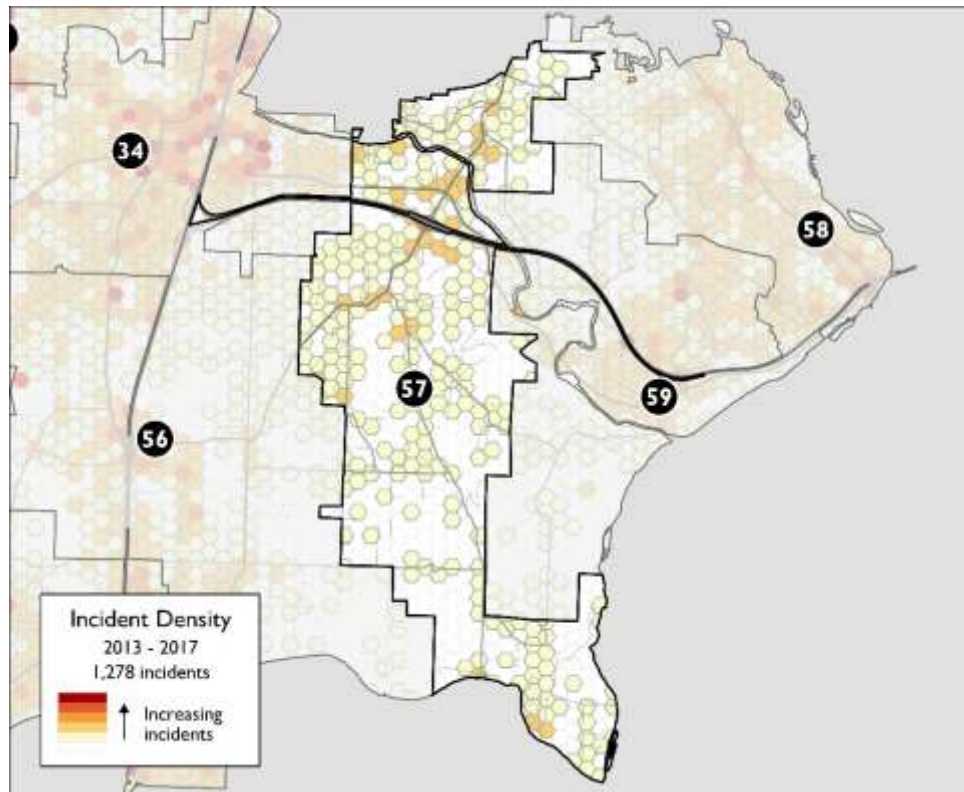 34
58
57
59
56
Incident Density
2013 - 2017
1,278 incidents
Increasing
incidents